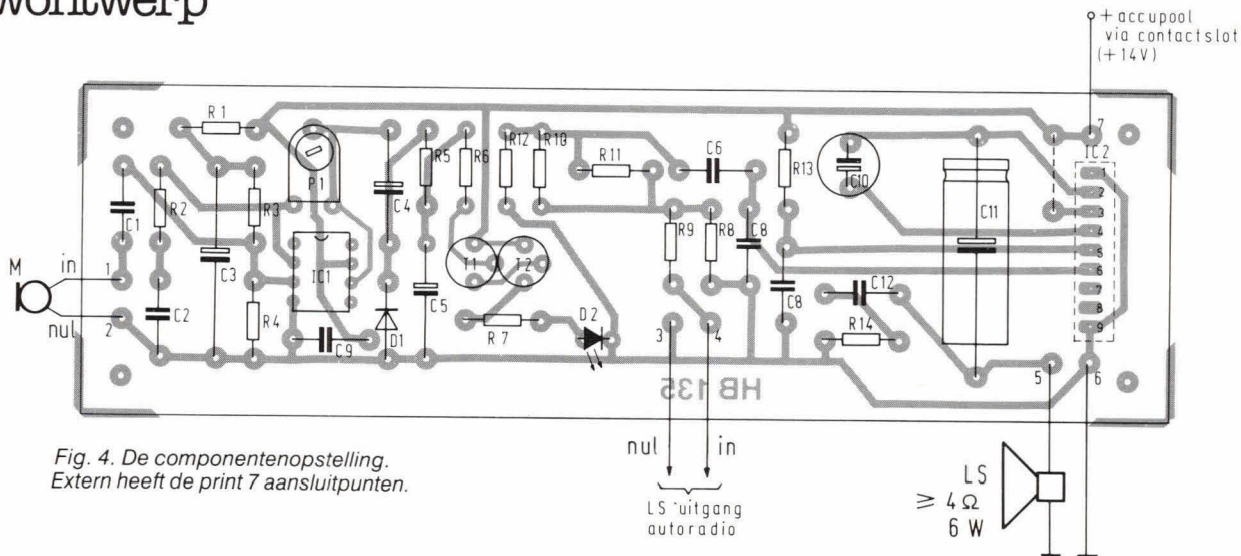 wontwerp
+ accupool
via contactslot
(+14V)
R1
7
IC2
P1
R5
R6
R12
R10
R11
C6
R13
C10
1
2
3
4
5
6
7
8
9
C1
R2
R3
C4
C11
R9
R8
C8
M
in
1
IC1
T1
T2
C3
C5
C8
C12
nul
2
C2
R4
C9
D1
R7
D2
3
4
R14
5
6
HB 135
nul
in
Fig. 4. De componentenopstelling.
Extern heeft de print 7 aansluitpunten.
LS uitgang
autoradio
LS
≥ 4 Ω
6 W